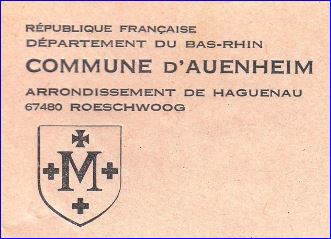 RÉPUBLIQUE FRANÇAISE
DÉPARTEMENT DU BAS-RHIN
COMMUNE D'AUENHEIM
ARRONDISSEMENT DE HAGUENAU
67480 ROESCHWOOG
M